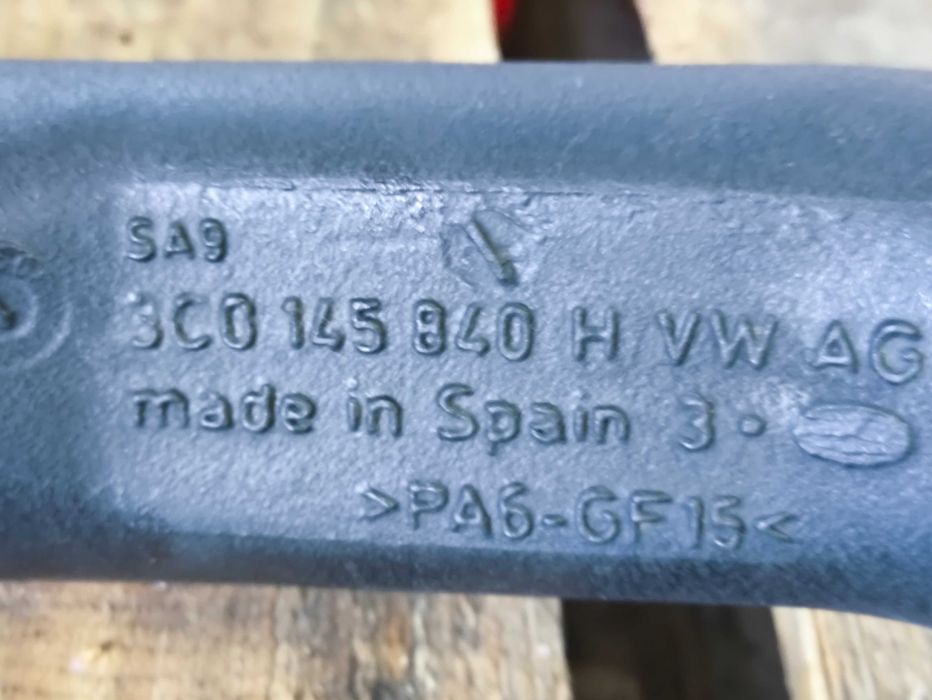 SA9
3C0 145 840 H VW AG
made in Spain 3
>PA6-GF15<